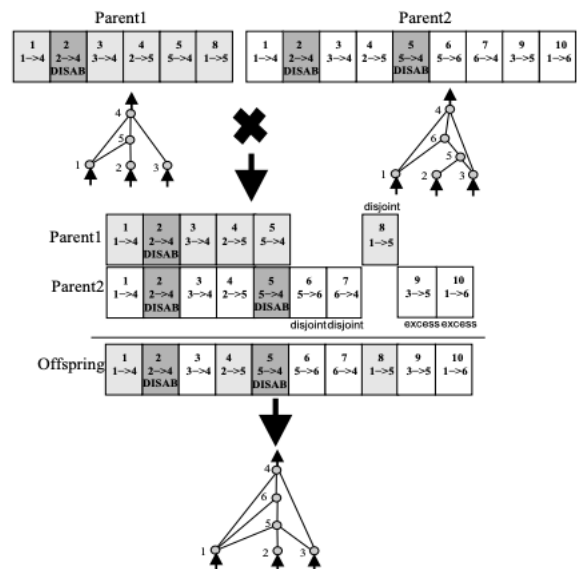 Parent1 Parent2
1 2 3 4 5 8 1 2 3 4 5 6 7 9 10
1->4 2->4 3->4 2->5 5->4 1->5 1->4 2->4 3->4 2->5 5->4 5->6 6->4 3->5 1->6
DISAB DISAB DISAB
4 4
5 6
5
1 2 3 1 2 3
disjoint
Parent1 1 2 3 4 5 8
1->4 2->4 3->4 2->5 5->4 1->5
DISAB
Parent2 1 2 3 4 5 6 7 9 10
1->4 2->4 3->4 2->5 5->4 5->6 6->4 3->5 1->6
DISAB DISAB
disjoint disjoint excess excess
Offspring 1 2 3 4 5 6 7 8 9 10
1->4 2->4 3->4 2->5 5->4 5->6 6->4 1->5 3->5 1->6
DISAB DISAB
4
6
5
1 2 3